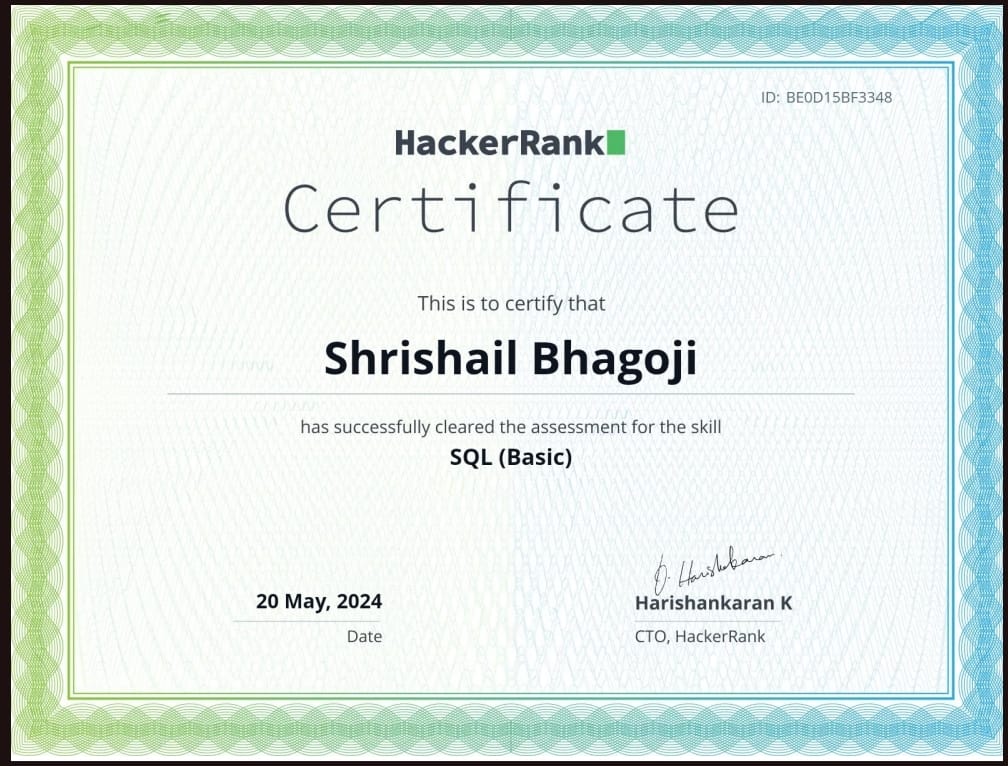 ID: BE0D15BF3348
HackerRank
Certificate
This is to certify that
Shrishail Bhagoji
has successfully cleared the assessment for the skill
SQL (Basic)
20 May, 2024
Date
Harishankaran K
CTO, HackerRank